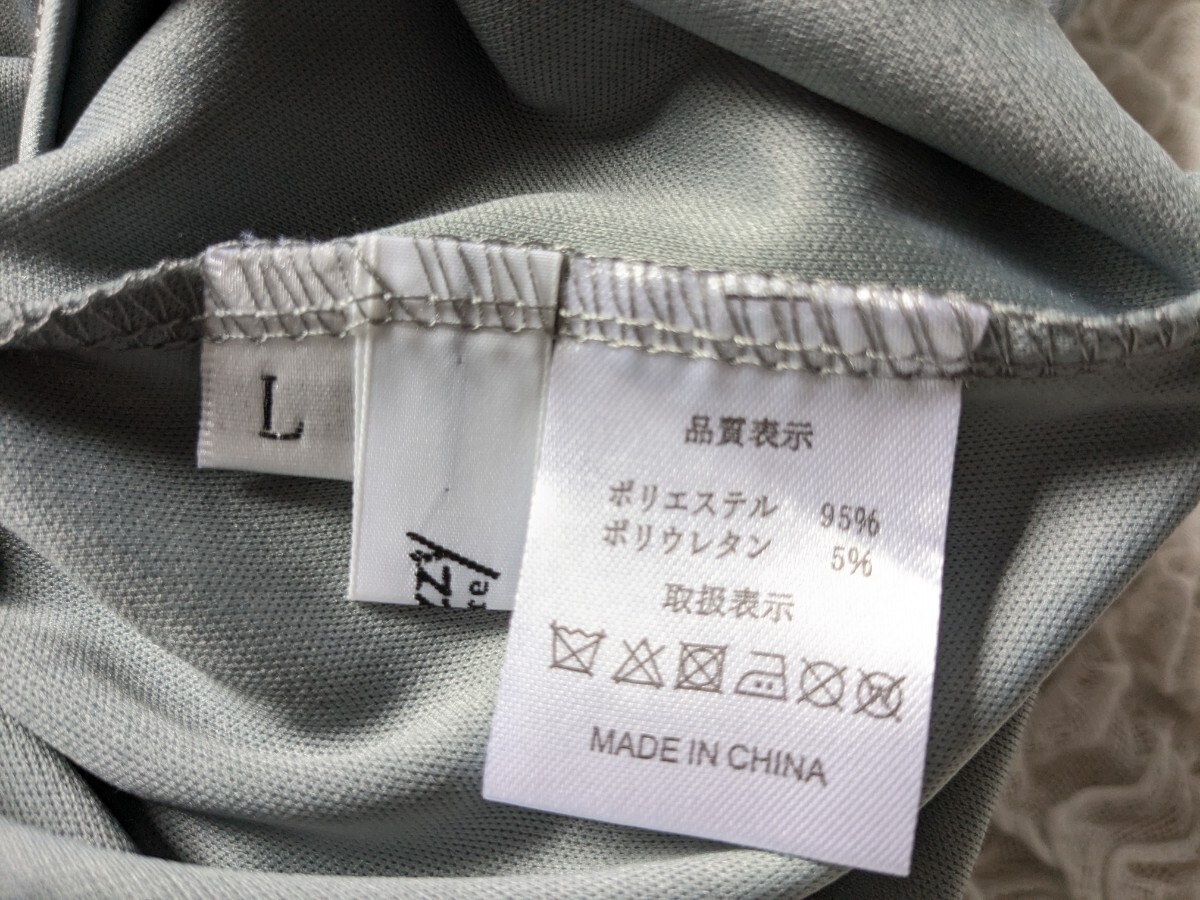 L
品質表示
ポリエステル 95%
ポリウレタン 5%
取扱表示
MADE IN CHINA